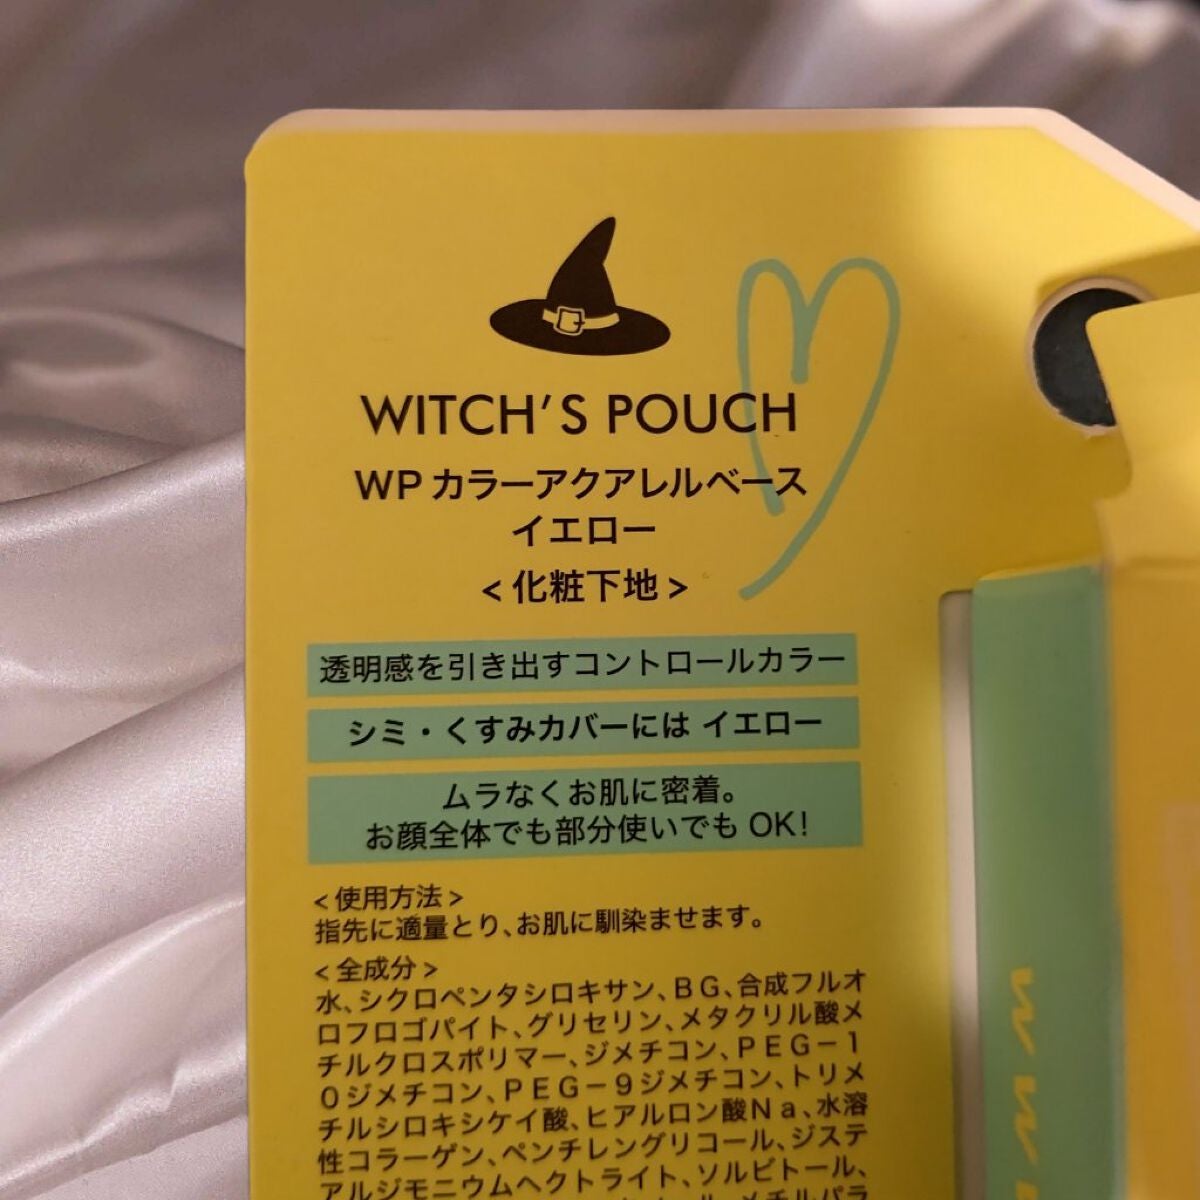 WITCH'S POUCH
WP カラーアクアレルベース
イエロー
<化粧下地>
透明感を引き出すコントロールカラー
シミ・くすみカバーには イエロー
ムラなくお肌に密着。
お顔全体でも部分使いでも OK!
<使用方法>
指先に適量とり、お肌に馴染ませます。
<全成分>
水、シクロペンタシロキサン、BG、合成フルオ
ロフロゴパイト、グリセリン、メタクリル酸メ
チルクロスポリマー、ジメチコン、PEG－1
0ジメチコン、PEG－9ジメチコン、トリメ
チルシロキシケイ酸、ヒアルロン酸Na、水溶
性コラーゲン、ペンチレングリコール、ジステ
アルジモニウムヘクトライト、ソルビトール、
メチルパラ